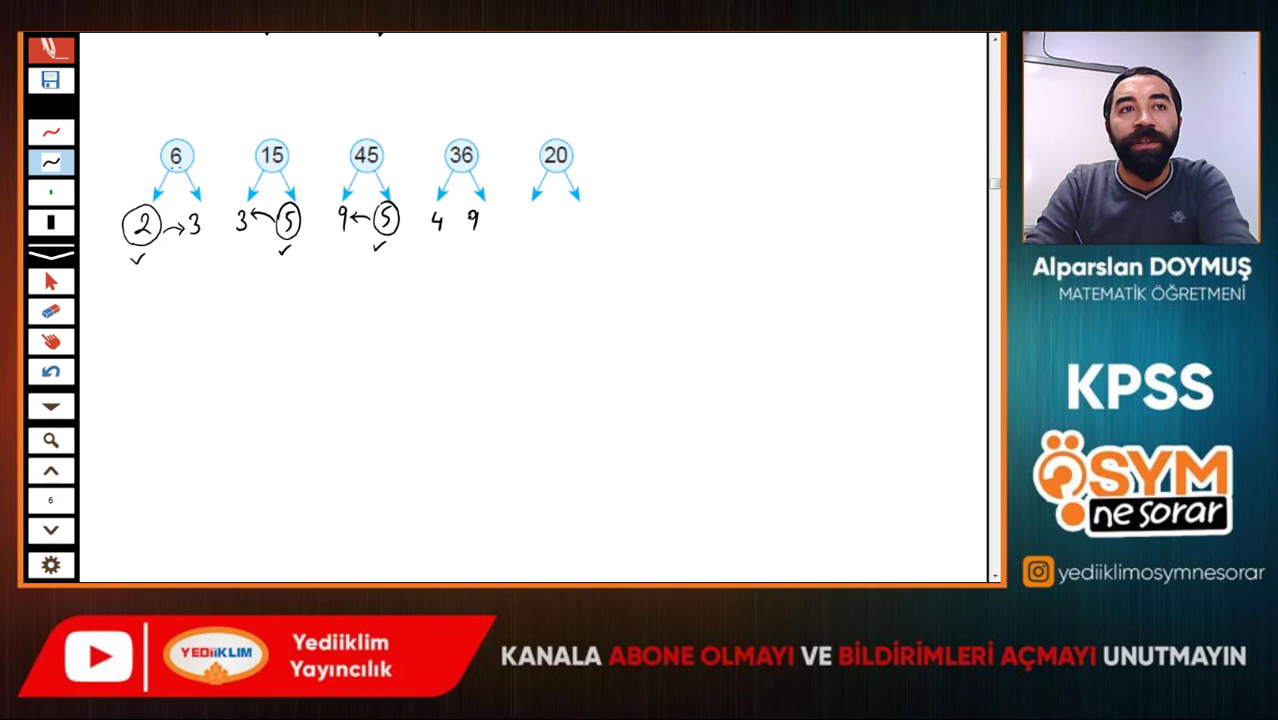 6 15 45 36 20
2 → 3 3 ← 5 9 ← 5 4 9
6
Alparslan DOYMUŞ
MATEMATİK ÖĞRETMENİ
KPSS
ÖSYM
ne sorar
yediiklimosymnesorar
YEDİİKLİM
Yediiklim
Yayıncılık
KANALA ABONE OLMAYI VE BİLDİRİMLERİ AÇMAYI UNUTMAYIN